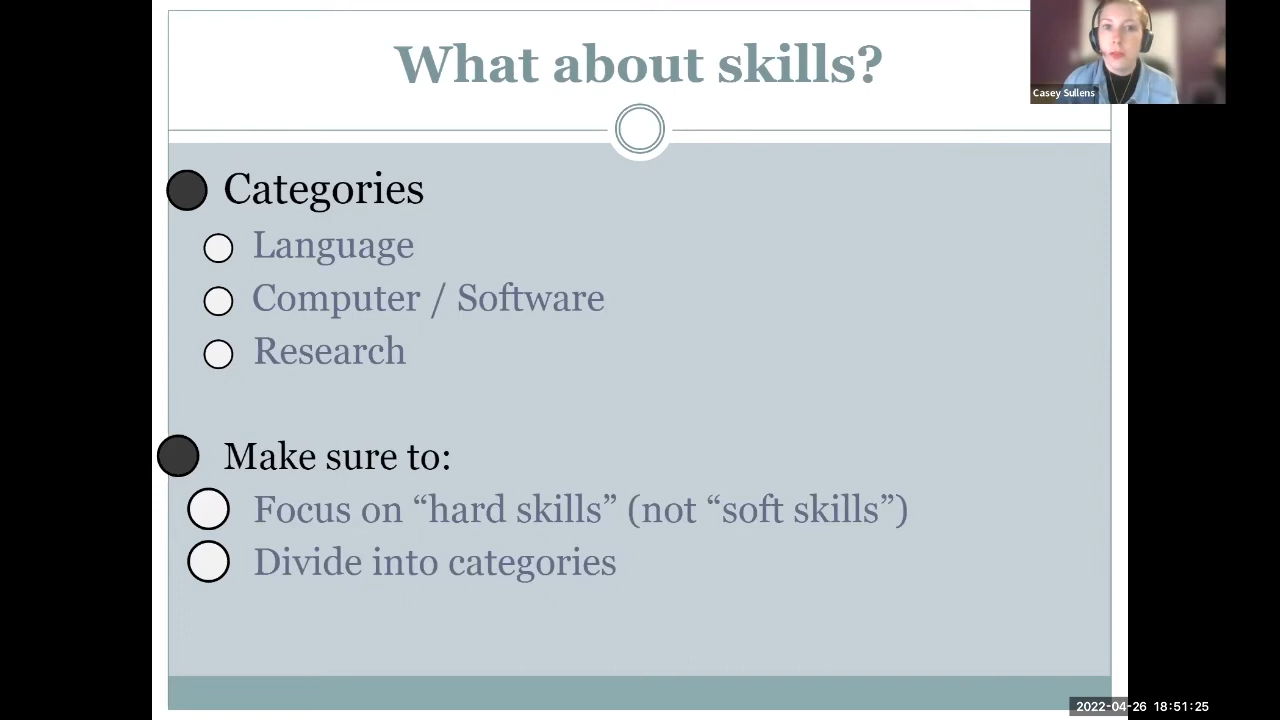 What about skills?
Casey Sullens
Categories
Language
Computer / Software
Research
Make sure to:
Focus on “hard skills” (not “soft skills”)
Divide into categories
2022-04-26 18:51:25